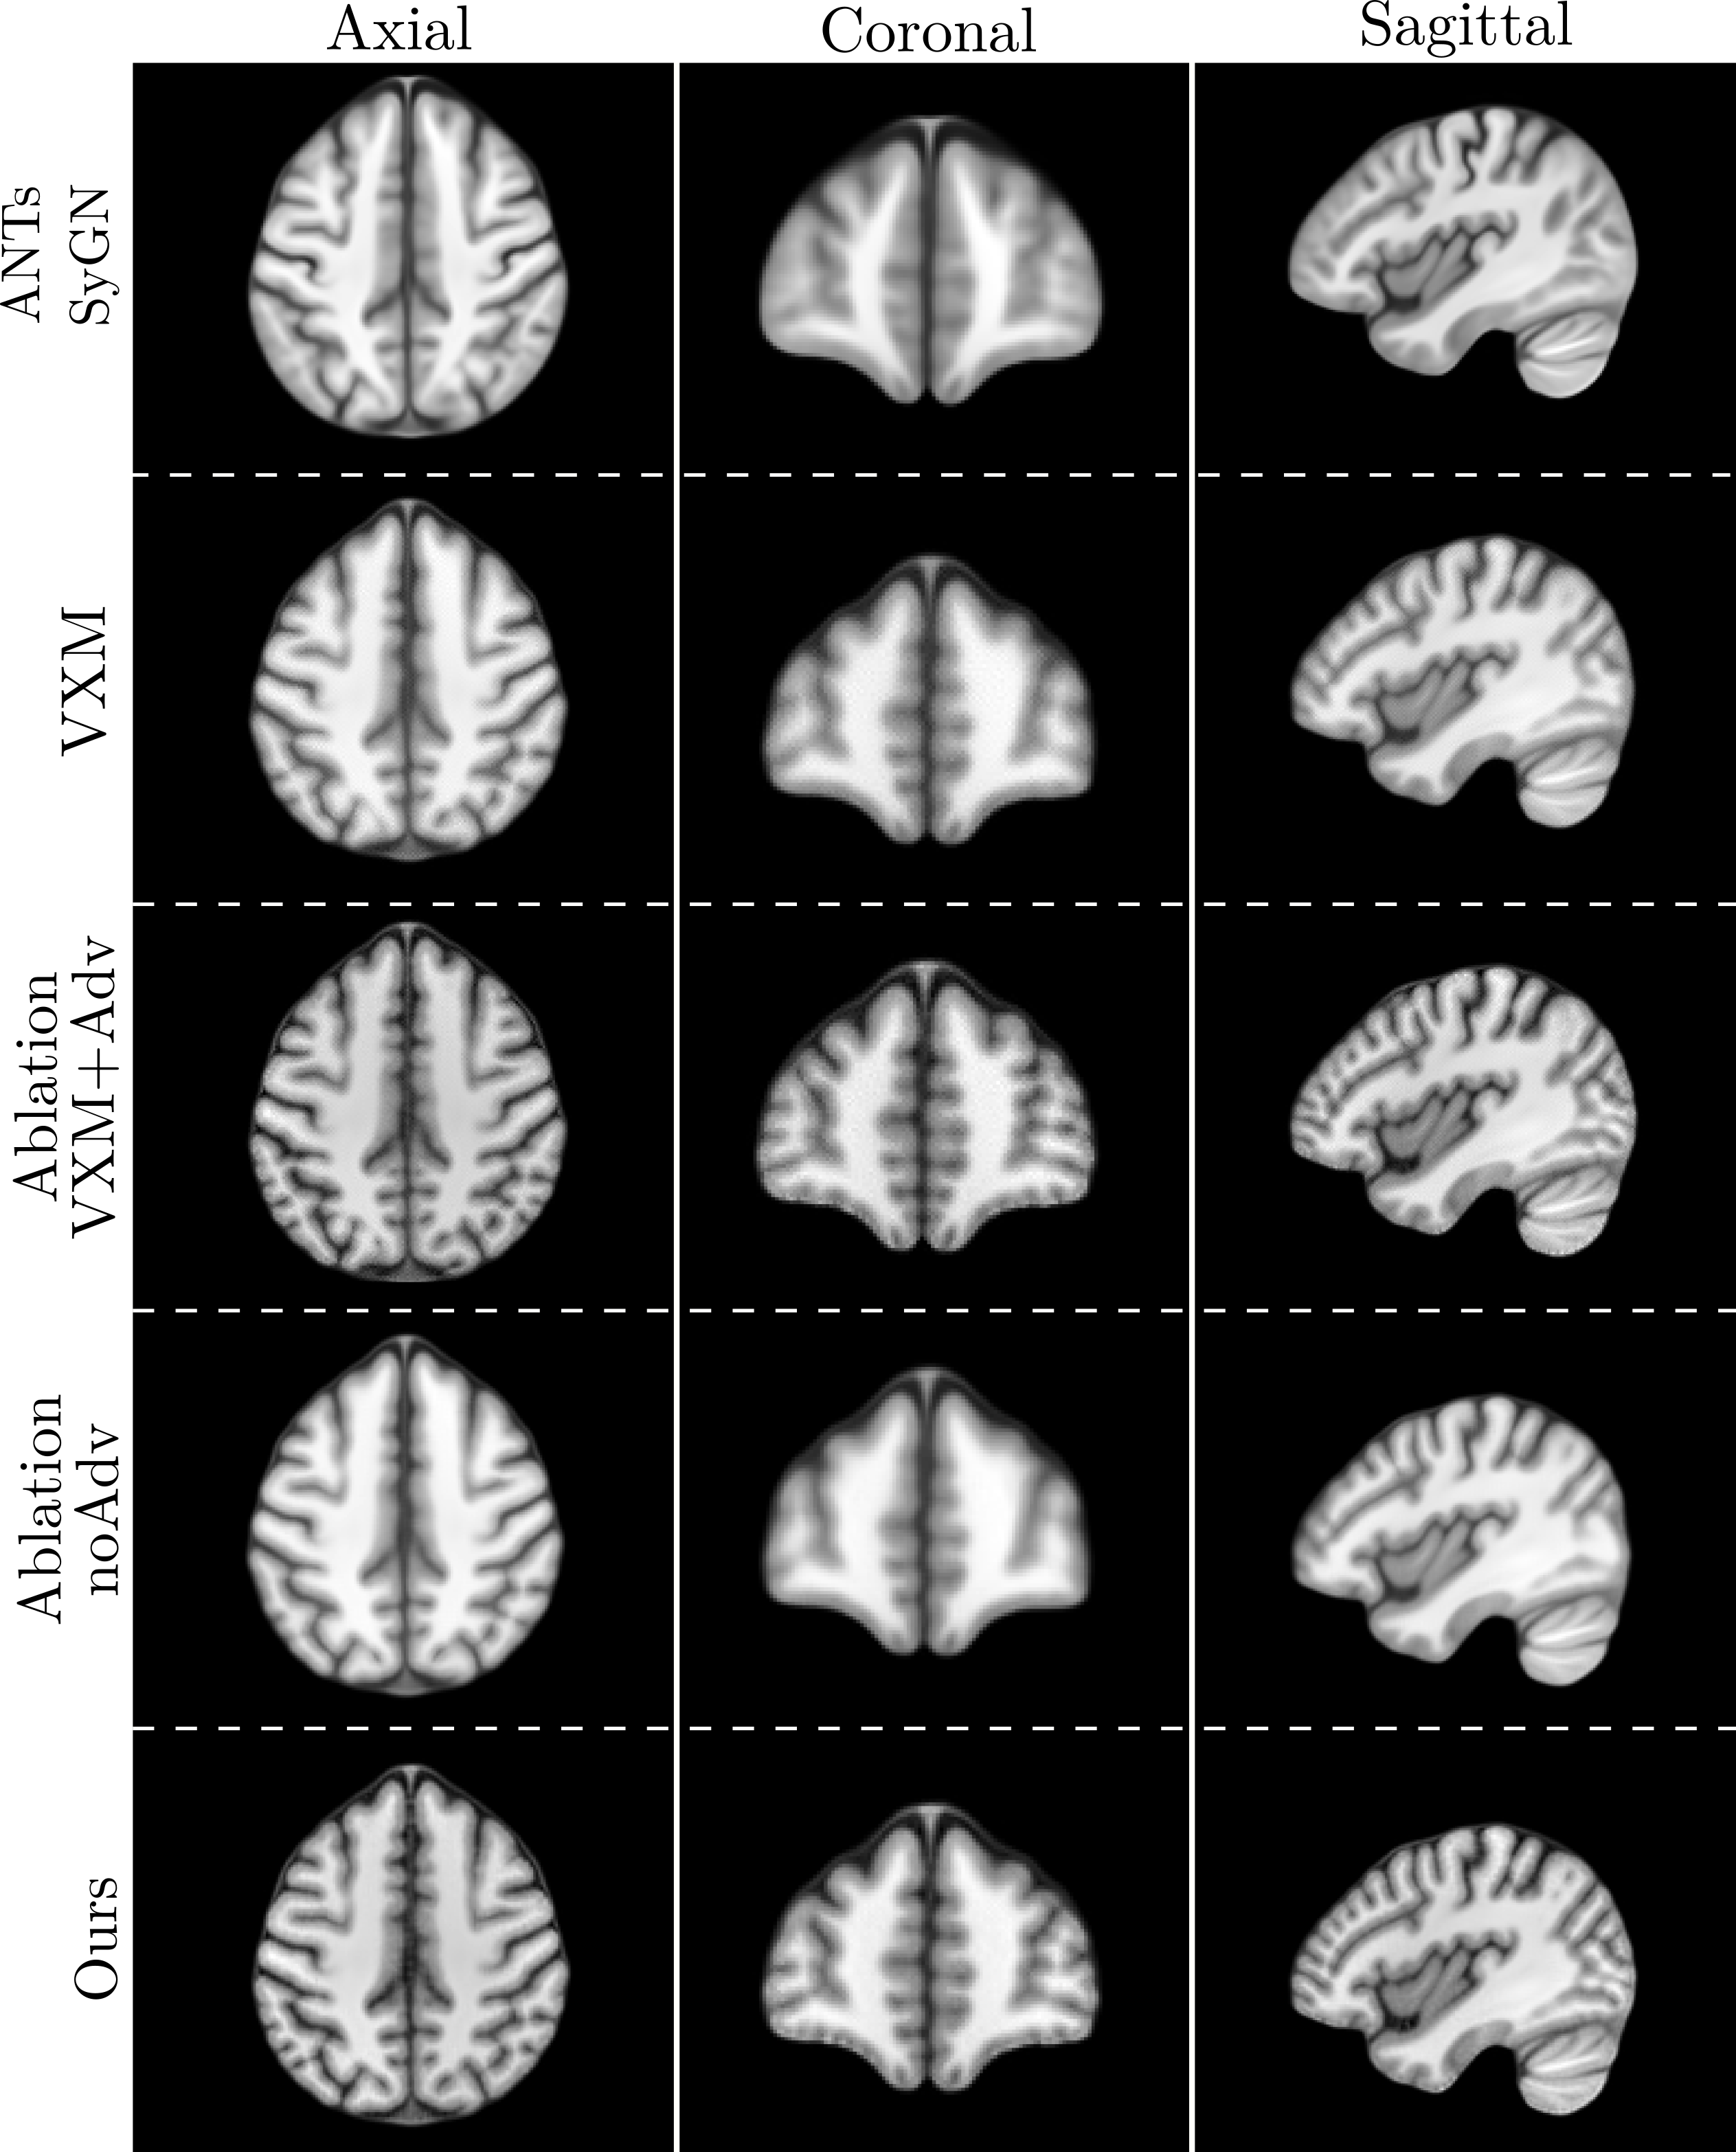 Axial
Coronal
Sagittal
ANTs
SyGN
VXM
Ablation
VXM+Adv
Ablation
noAdv
Ours